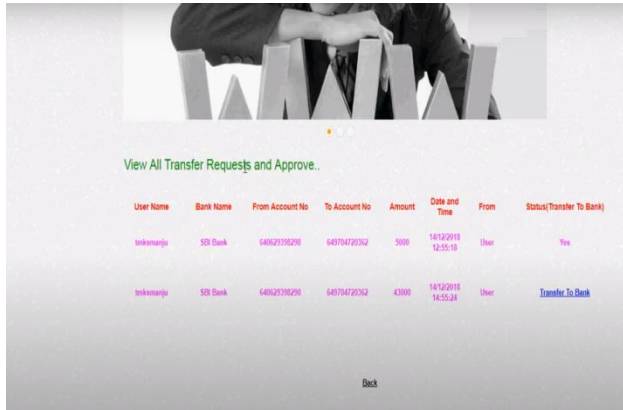 View All Transfer Requests and Approve..
User Name Bank Name From Account No To Account No Amount Date and Time From Status(Transfer To Bank)
tmksmanju SBI Bank 640629398290 649704720362 5000 14/12/2018 12:55:18 User Yes
tmksmanju SBI Bank 640629398290 649704720362 43000 14/12/2018 14:55:24 User Transfer To Bank
Back